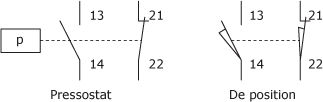 13 21 13 21
p
14 22 14 22
Pressostat De position